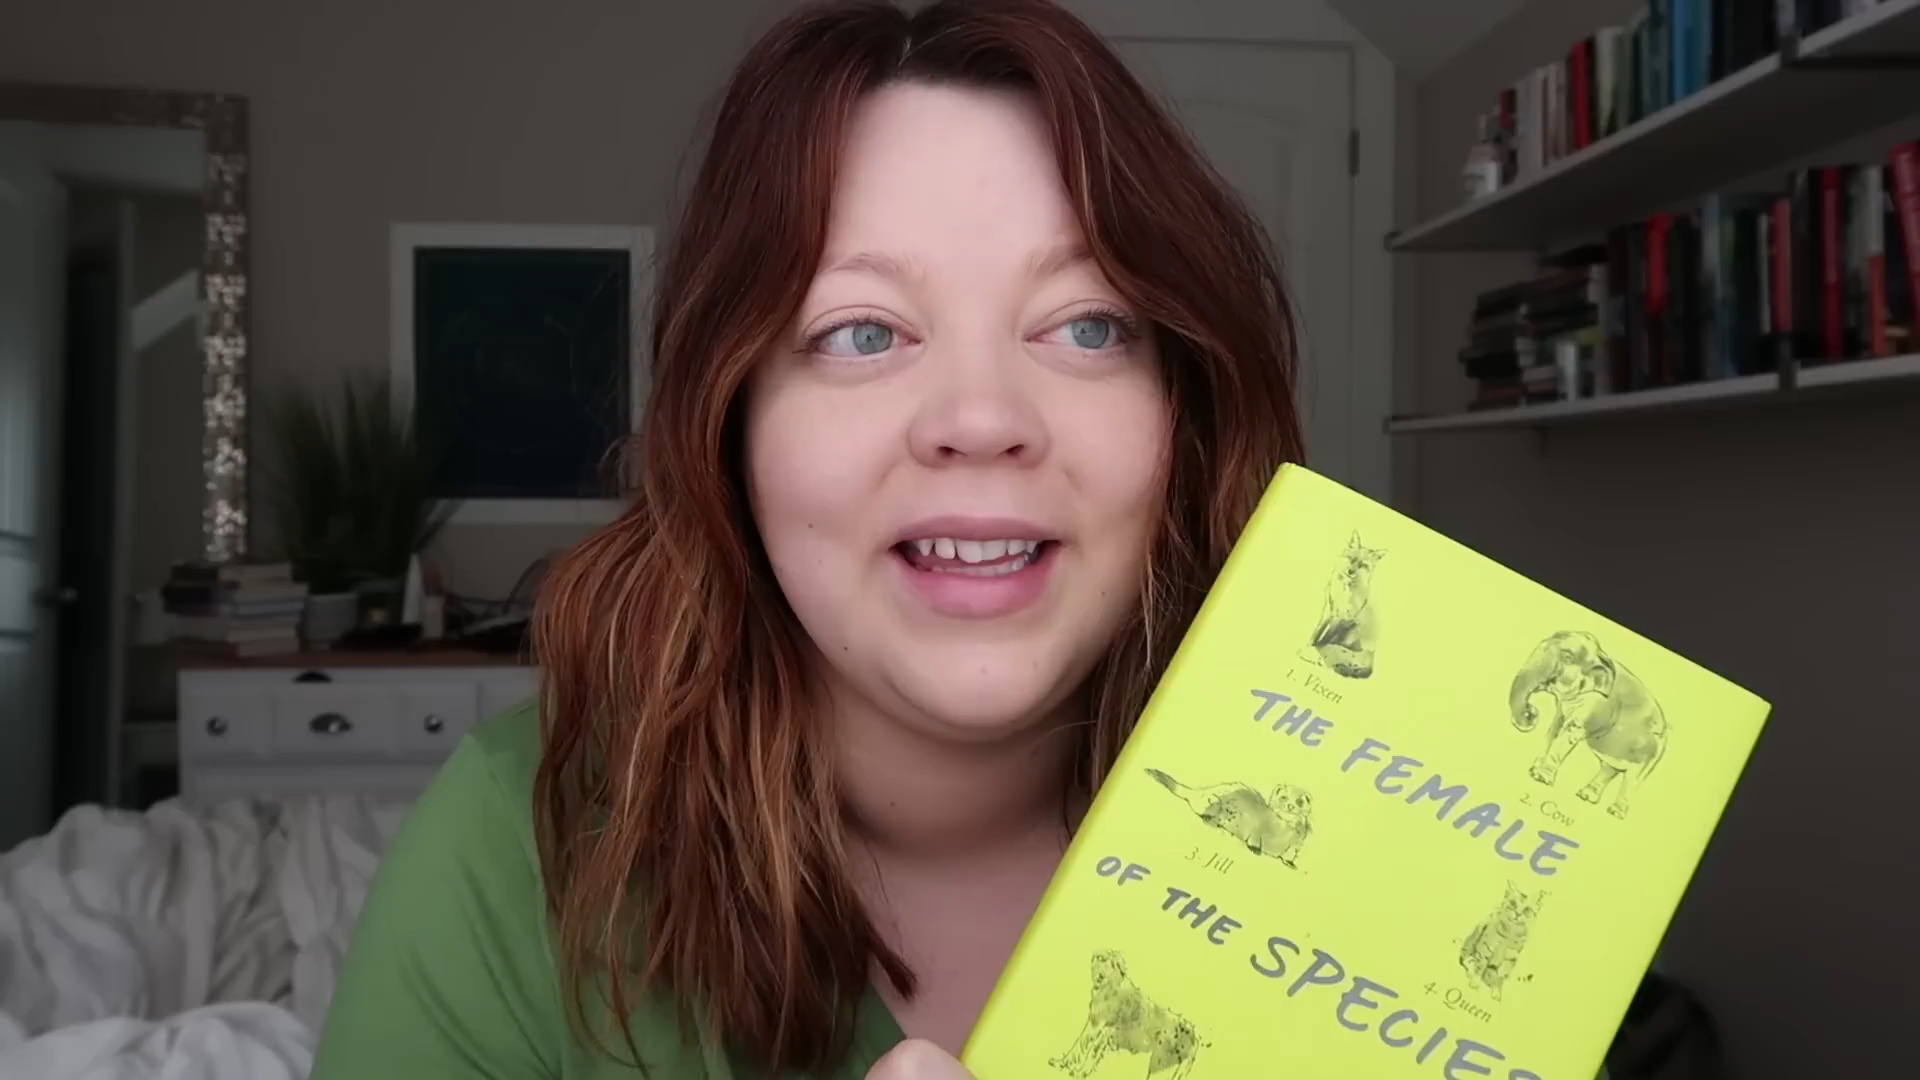 1. Vixen
2. Cow
THE FEMALE
3. Jill
OF THE SPECIES
4. Queen